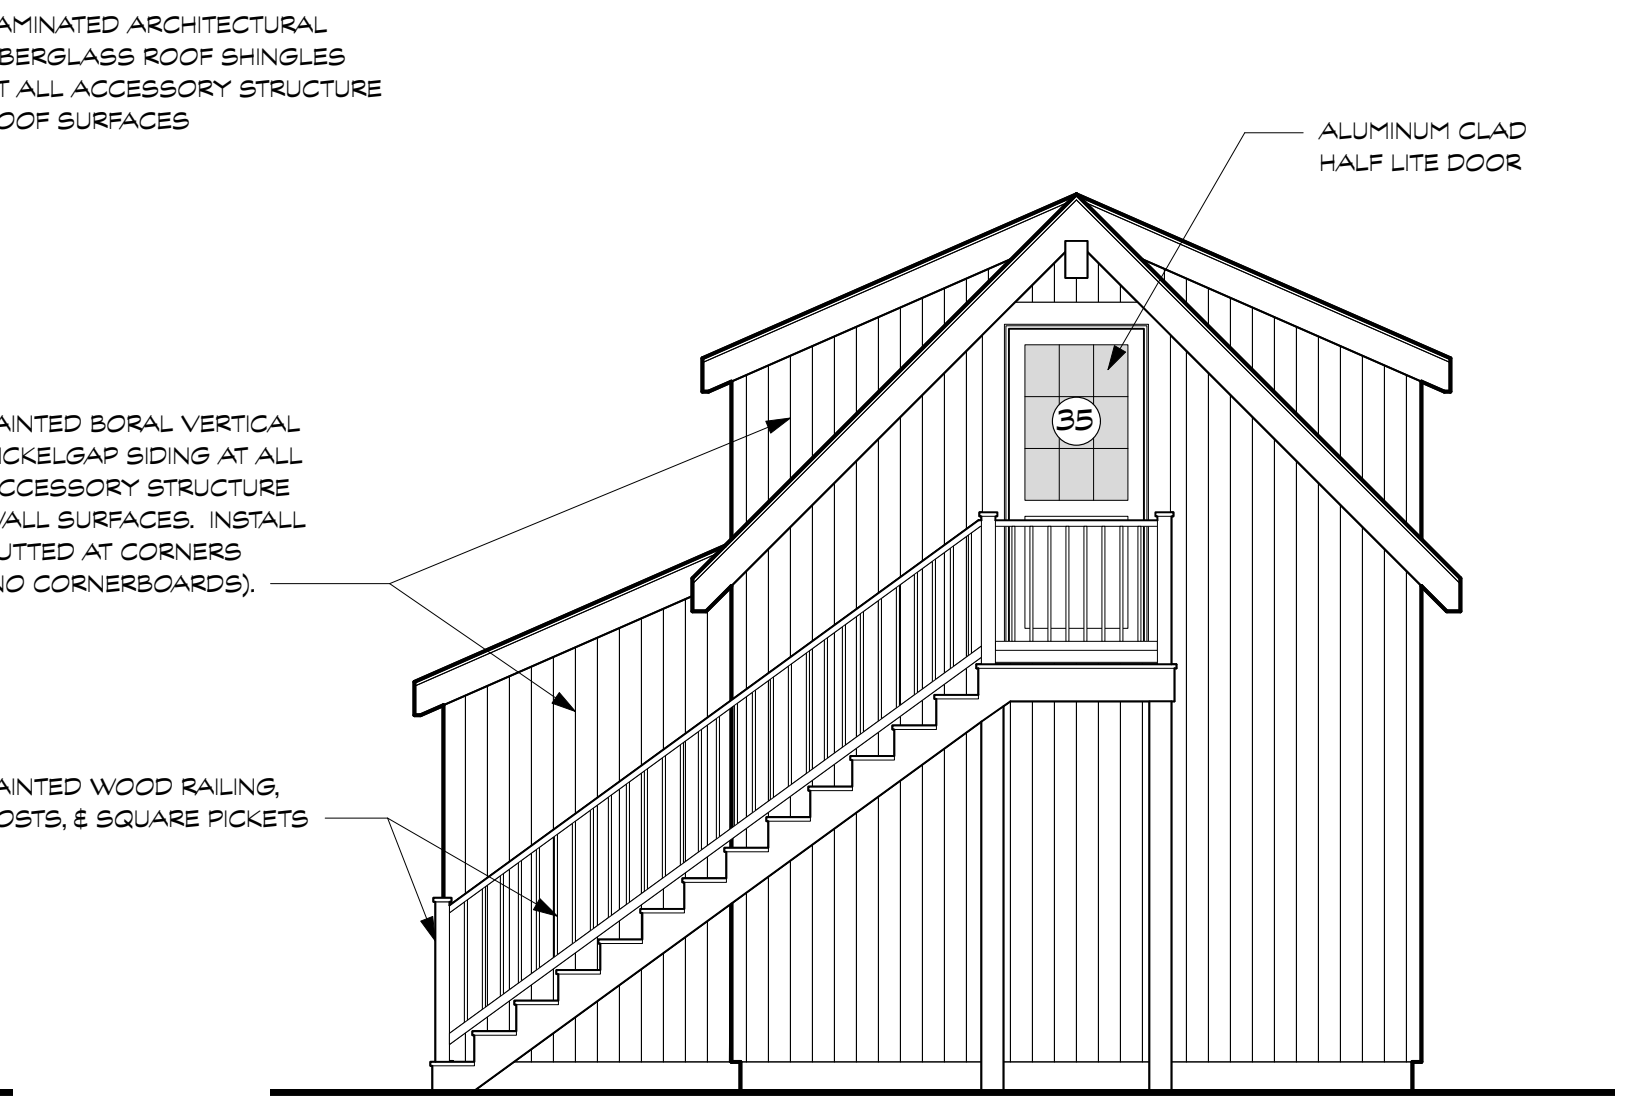 AMINATED ARCHITECTURAL
BERGLASS ROOF SHINGLES
T ALL ACCESSORY STRUCTURE
OOF SURFACES
ALUMINUM CLAD
HALF LITE DOOR
35
AINTED BORAL VERTICAL
ICKELGAP SIDING AT ALL
CCESSORY STRUCTURE
WALL SURFACES.  INSTALL
UTTED AT CORNERS
NO CORNERBOARDS).
AINTED WOOD RAILING,
OSTS, & SQUARE PICKETS